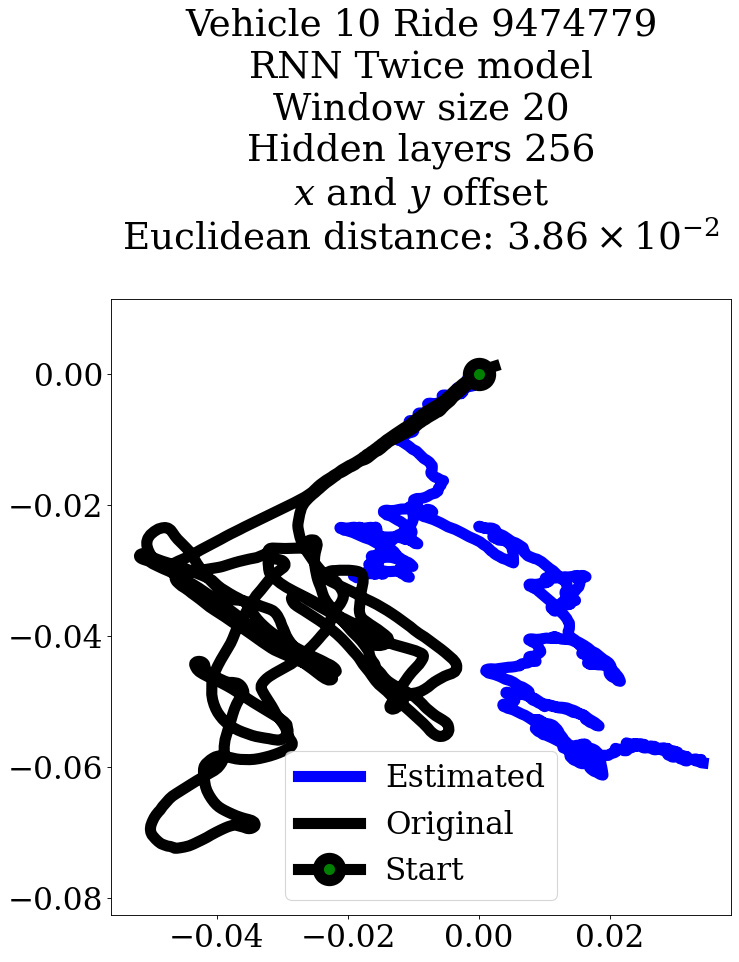 Vehicle 10 Ride 9474779
RNN Twice model
Window size 20
Hidden layers 256
x and y offset
Euclidean distance: 3.86 × 10⁻²
0.00
−0.02
−0.04
−0.06
−0.08
Estimated
Original
Start
−0.04 −0.02 0.00 0.02